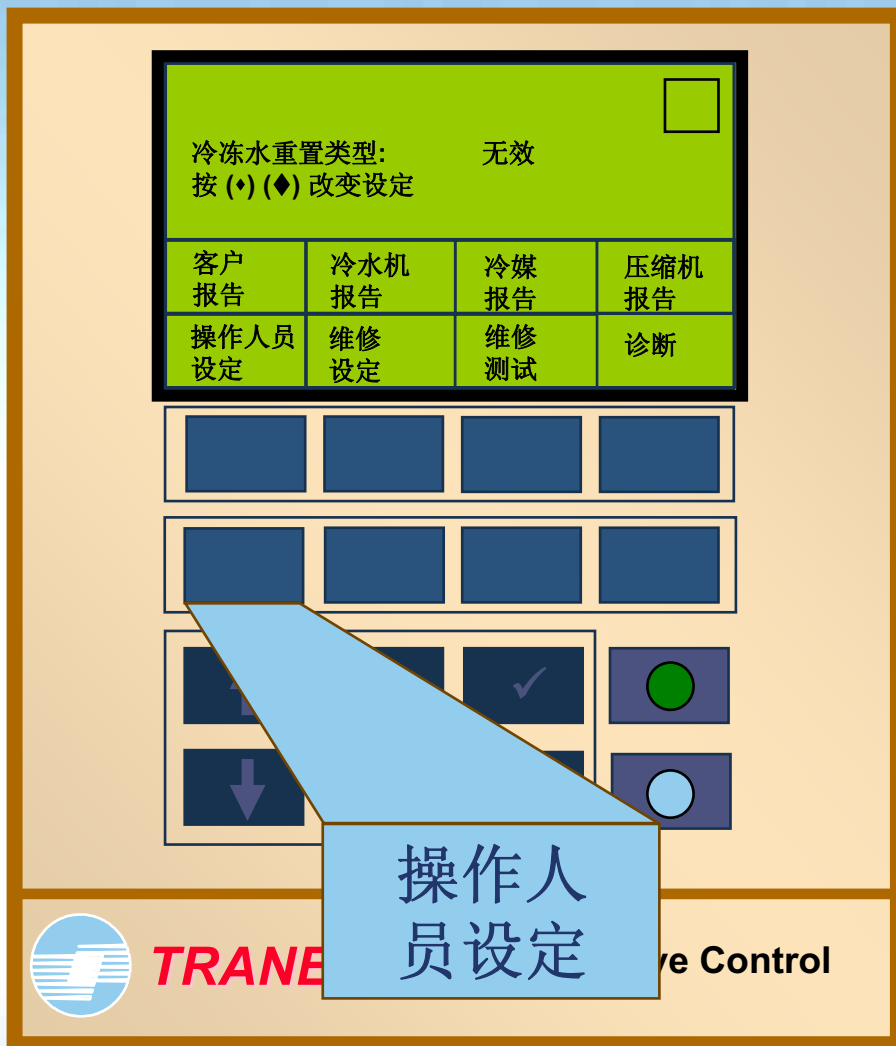 冷冻水重置类型: 无效
按 (♦) (♦) 改变设定
客户 冷水机 冷媒 压缩机
报告 报告 报告 报告
操作人员 维修 维修 诊断
设定 设定 测试
操作人
员设定
TRANE
Control